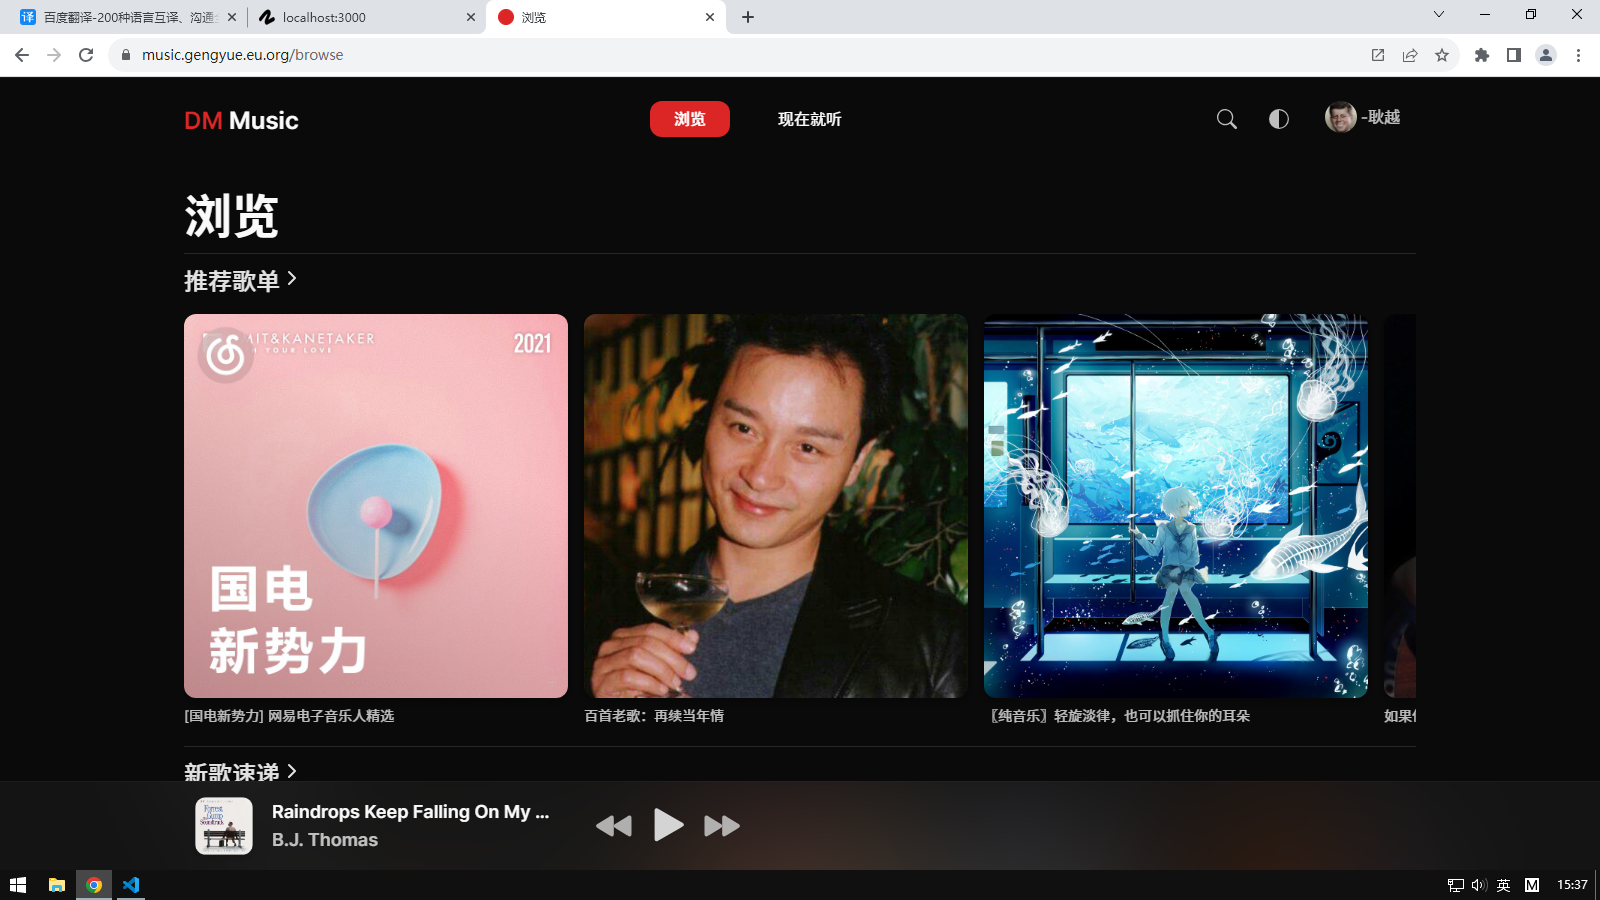 百度翻译-200种语言互译、沟通
localhost:3000
浏览
music.gengyue.eu.org/browse
DM Music
浏览
现在就听
-耿越
浏览
推荐歌单
MIT&KANETAKER
YOUR LOVE
2021
国电
新势力
[国电新势力] 网易电子音乐人精选
百首老歌：再续当年情
〖纯音乐〗轻旋淡律，也可以抓住你的耳朵
如果
新歌速递
Forrest
Gump
Soundtrack
Raindrops Keep Falling On My ...
B.J. Thomas
英
M
15:37